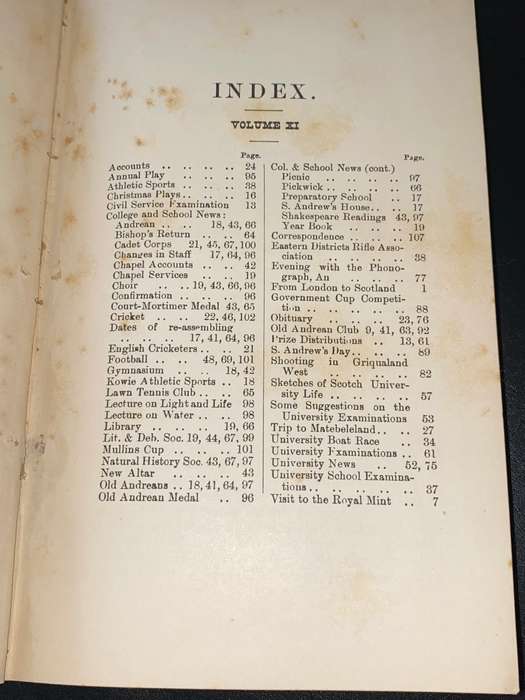 INDEX.
VOLUME XI
Page.
Accounts .. .. .. .. 24
Annual Play .. .. .. 95
Athletic Sports .. .. .. 38
Christmas Plays .. .. .. 16
Civil Service Examination 13
College and School News :
Andrean .. .. 18, 43, 66
Bishop's Return .. .. 64
Cadet Corps 21, 45, 67, 100
Changes in Staff 17, 64, 96
Chapel Accounts .. .. 42
Chapel Services .. .. 19
Choir .. .. 19, 43, 66, 96
Confirmation .. .. .. 96
Court-Mortimer Medal 43, 65
Cricket .. .. 22, 46, 102
Dates of re-assembling
.. .. .. 17, 41, 64, 96
English Cricketers .. .. 21
Football .. .. 48, 69, 101
Gymnasium .. .. 18, 42
Kowie Athletic Sports .. 18
Lawn Tennis Club .. .. 65
Lecture on Light and Life 98
Lecture on Water .. .. 98
Library .. .. .. 19, 66
Lit. & Deb. Soc. 19, 44, 67, 99
Mullins Cup .. .. .. 101
Natural History Soc. 43, 67, 97
New Altar .. .. .. 43
Old Andreans .. 18, 41, 64, 97
Old Andrean Medal .. 96
Page.
Col. & School News (cont.)
Picnic .. .. .. .. 97
Pickwick .. .. .. .. 66
Preparatory School .. 17
S. Andrew's House .. .. 17
Shakespeare Readings 43, 97
Year Book .. .. .. 19
Correspondence .. .. .. 107
Eastern Districts Rifle Asso-
ciation .. .. .. .. 38
Evening with the Phono-
graph, An .. .. .. 77
From London to Scotland 1
Government Cup Competi-
tion .. .. .. .. .. 88
Obituary .. .. .. 23, 76
Old Andrean Club 9, 41, 63, 92
Prize Distributions .. 13, 61
S. Andrew's Day .. .. .. 89
Shooting in Griqualand
West .. .. .. .. 82
Sketches of Scotch Univer-
sity Life .. .. .. .. 57
Some Suggestions on the
University Examinations 53
Trip to Matebeleland .. .. 27
University Boat Race .. 34
University Examinations .. 61
University News .. 52, 75
University School Examina-
tions .. .. .. .. .. 37
Visit to the Royal Mint .. 7